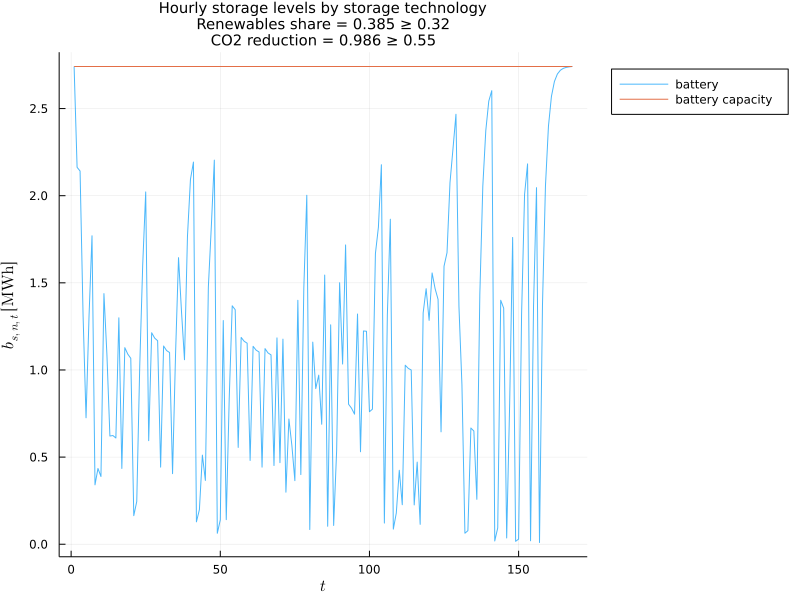 Hourly storage levels by storage technology
Renewables share = 0.385 ≥ 0.32
CO2 reduction = 0.986 ≥ 0.55
battery
battery capacity
2.5
2.0
1.5
1.0
0.5
0.0
b_{s, n, t} [MWh]
0
50
100
150
t